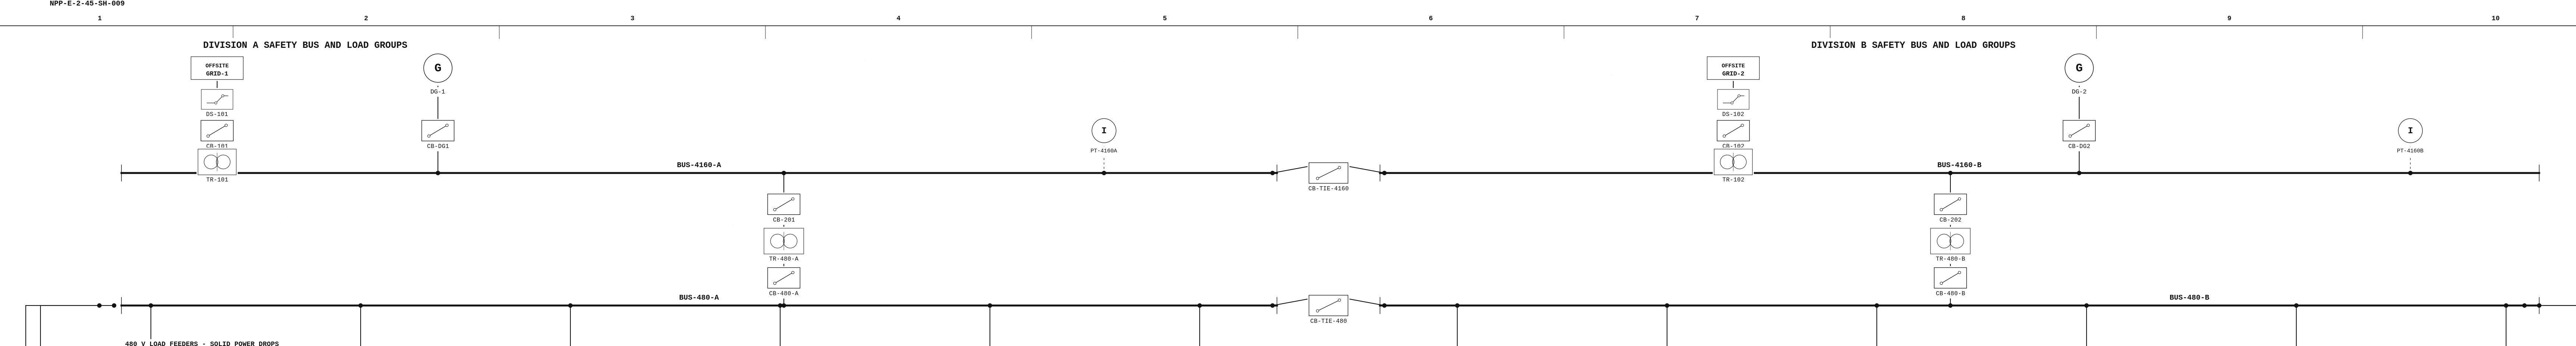 NPP-E-2-45-SH-009
1 2 3 4 5 6 7 8 9 10
DIVISION A SAFETY BUS AND LOAD GROUPS
DIVISION B SAFETY BUS AND LOAD GROUPS
OFFSITE
GRID-1
G
OFFSITE
GRID-2
G
DG-1
DG-2
DS-101
DS-102
I
I
CB-101
CB-DG1
CB-102
CB-DG2
PT-4160A
PT-4160B
BUS-4160-A
BUS-4160-B
TR-101
TR-102
CB-TIE-4160
CB-201
CB-202
TR-480-A
TR-480-B
CB-480-A
CB-480-B
BUS-480-A
BUS-480-B
CB-TIE-480
480 V LOAD FEEDERS - SOLID POWER DROPS